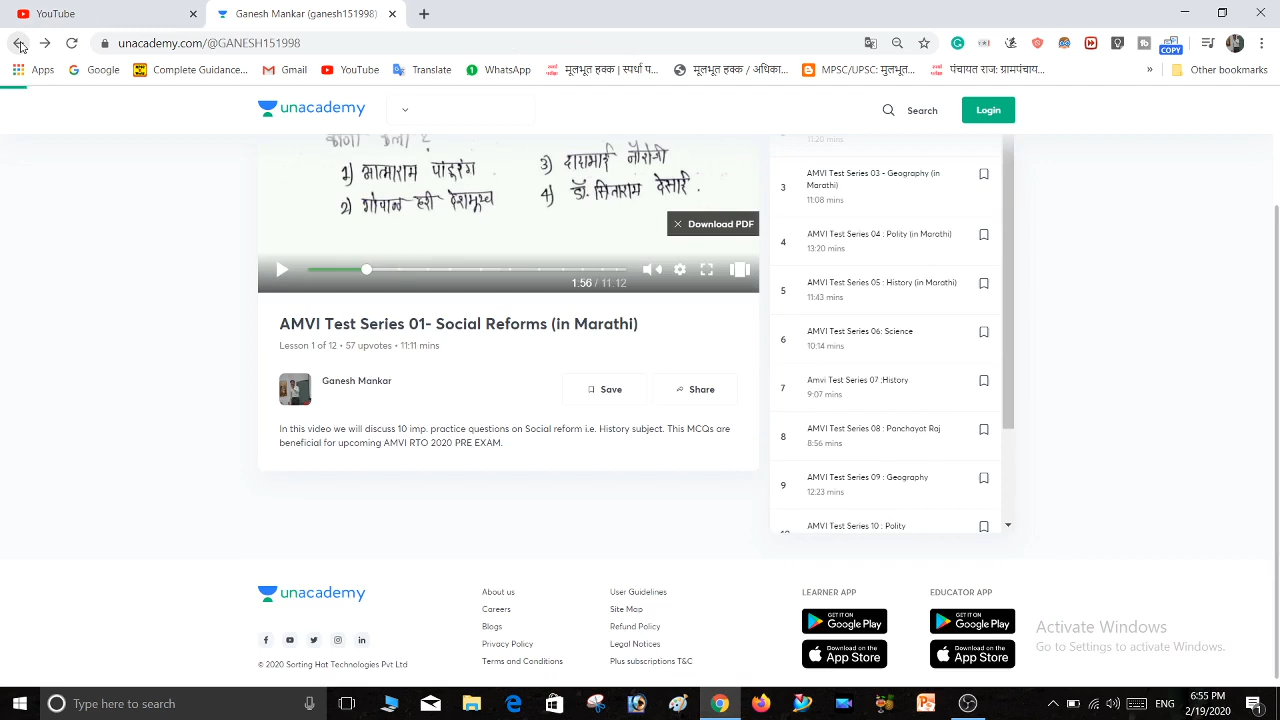 YouTube
Ganesh Mankar (ganesh151998)
unacademy.com/@GANESH151998
COPY
Apps
Google
Complete Guidance...
Gmail
YouTube
Translate
WhatsApp
मूलभूत हक्क | स्पर्धा प...
मूलभूत हक्क / अधिका...
MPSC/UPSC: मूलभूत...
पंचायत राज: ग्रामपंचाय...
»
Other bookmarks
unacademy
Search
Login
1) आत्माराम पांडुरंग
3) दादाभाई नौरोजी
2) गोपाळ हरी देशमुख
4) डॉ. सिताराम देसाई.
Download PDF
1:56 / 11:12
AMVI Test Series 01- Social Reforms (in Marathi)
Lesson 1 of 12 • 57 upvotes • 11:11 mins
Ganesh Mankar
Save
Share
In this video we will discuss 10 imp. practice questions on Social reform i.e. History subject. This MCQs are
beneficial for upcoming AMVI RTO 2020 PRE EXAM.
11:20 mins
3
AMVI Test Series 03 - Geography (in
Marathi)
11:08 mins
4
AMVI Test Series 04 : Polity (in Marathi)
13:20 mins
5
AMVI Test Series 05 : History (in Marathi)
11:43 mins
6
AMVI Test Series 06: Science
10:14 mins
7
Amvi Test Series 07 :History
9:07 mins
8
AMVI Test Series 08 : Panchayat Raj
8:56 mins
9
AMVI Test Series 09 : Geography
12:23 mins
10
AMVI Test Series 10 : Polity
unacademy
© 2020 Sorting Hat Technologies Pvt Ltd
About us
Careers
Blogs
Privacy Policy
Terms and Conditions
User Guidelines
Site Map
Refund Policy
Legal Notices
Plus subscriptions T&C
LEARNER APP
GET IT ON
Google Play
Download on the
App Store
EDUCATOR APP
GET IT ON
Google Play
Download on the
App Store
Activate Windows
Go to Settings to activate Windows.
Type here to search
ENG
6:55 PM
2/19/2020